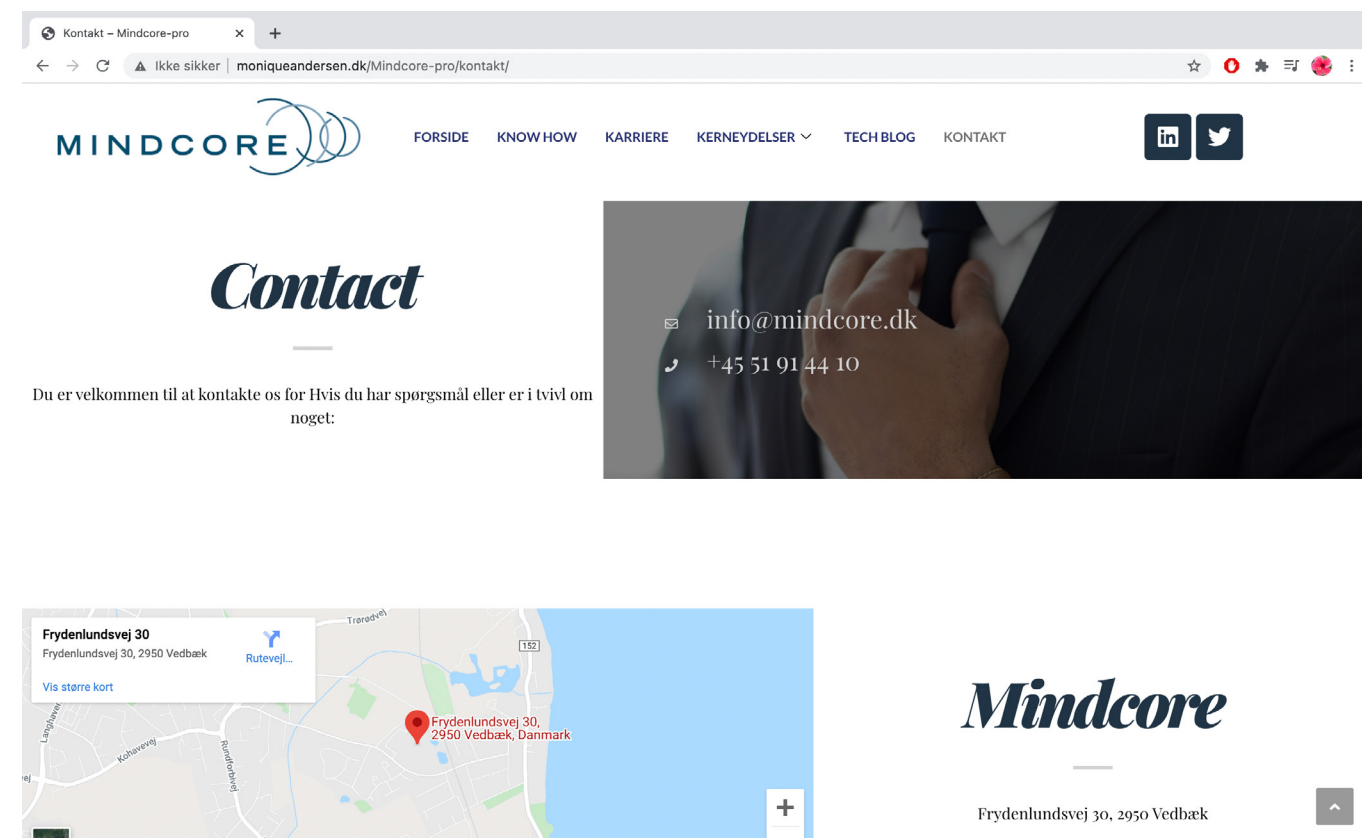 Kontakt – Mindcore-pro
Ikke sikker | moniqueandersen.dk/Mindcore-pro/kontakt/
MINDCORE
FORSIDE KNOW HOW KARRIERE KERNEYDELSER TECH BLOG KONTAKT
in
Contact
info@mindcore.dk
+45 51 91 44 10
Du er velkommen til at kontakte os for Hvis du har spørgsmål eller er i tvivl om
noget:
Frydenlundsvej 30
Frydenlundsvej 30, 2950 Vedbæk
Rutevejl...
Vis større kort
Trørødvej
152
Langhaver
Kohavevej
Rundforbivej
ej
Frydenlundsvej 30,
2950 Vedbæk, Danmark
Mindcore
Frydenlundsvej 30, 2950 Vedbæk